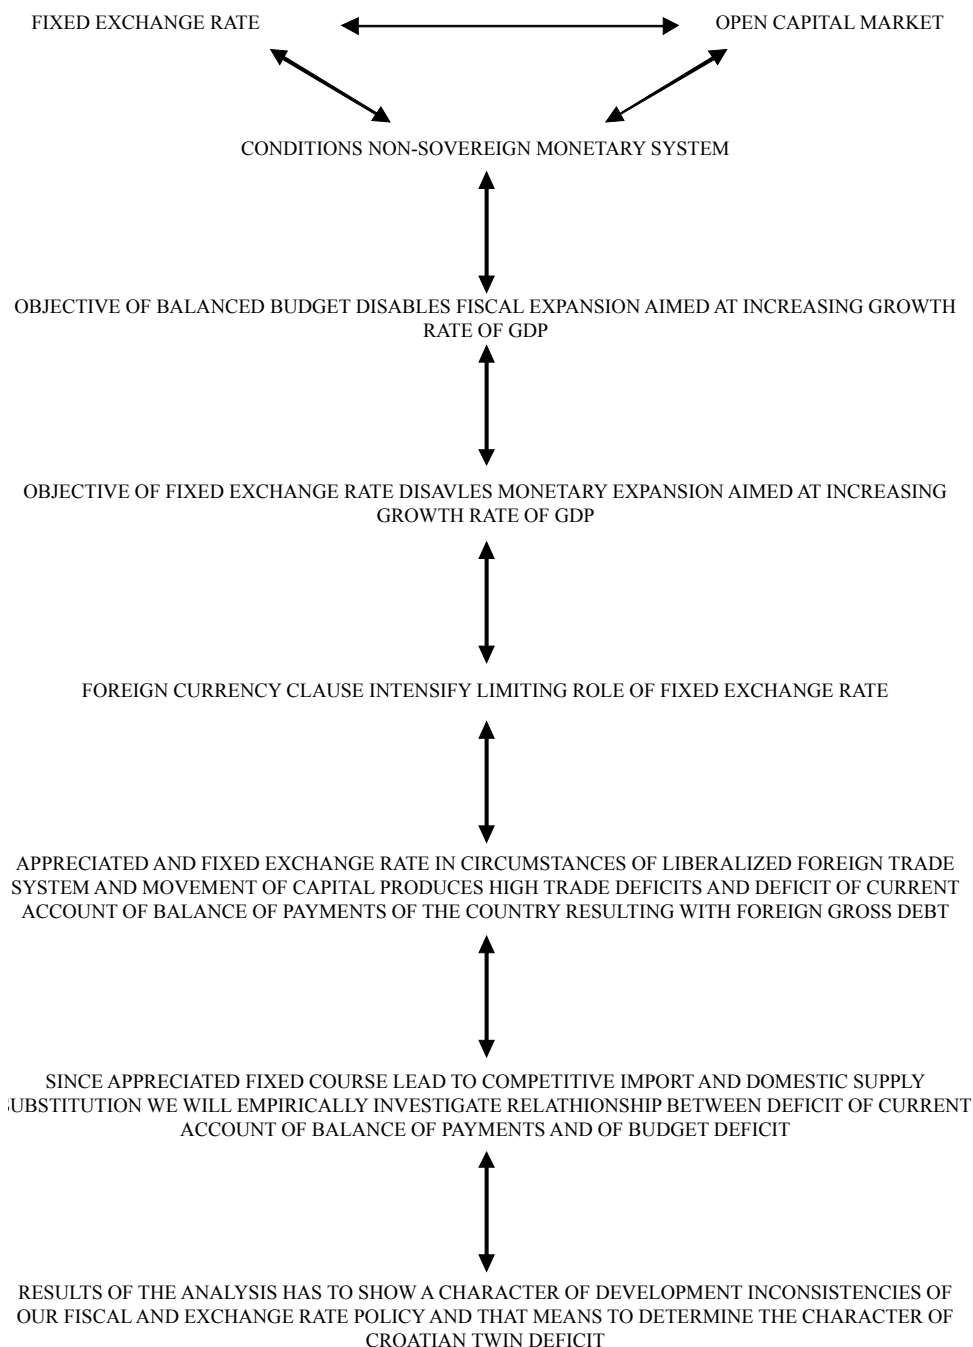 FIXED EXCHANGE RATE
OPEN CAPITAL MARKET
CONDITIONS NON-SOVEREIGN MONETARY SYSTEM
OBJECTIVE OF BALANCED BUDGET DISABLES FISCAL EXPANSION AIMED AT INCREASING GROWTH
RATE OF GDP
OBJECTIVE OF FIXED EXCHANGE RATE DISAVLES MONETARY EXPANSION AIMED AT INCREASING
GROWTH RATE OF GDP
FOREIGN CURRENCY CLAUSE INTENSIFY LIMITING ROLE OF FIXED EXCHANGE RATE
APPRECIATED AND FIXED EXCHANGE RATE IN CIRCUMSTANCES OF LIBERALIZED FOREIGN TRADE
SYSTEM AND MOVEMENT OF CAPITAL PRODUCES HIGH TRADE DEFICITS AND DEFICIT OF CURRENT
ACCOUNT OF BALANCE OF PAYMENTS OF THE COUNTRY RESULTING WITH FOREIGN GROSS DEBT
SINCE APPRECIATED FIXED COURSE LEAD TO COMPETITIVE IMPORT AND DOMESTIC SUPPLY
SUBSTITUTION WE WILL EMPIRICALLY INVESTIGATE RELATHIONSHIP BETWEEN DEFICIT OF CURRENT
ACCOUNT OF BALANCE OF PAYMENTS AND OF BUDGET DEFICIT
RESULTS OF THE ANALYSIS HAS TO SHOW A CHARACTER OF DEVELOPMENT INCONSISTENCIES OF
OUR FISCAL AND EXCHANGE RATE POLICY AND THAT MEANS TO DETERMINE THE CHARACTER OF
CROATIAN TWIN DEFICIT